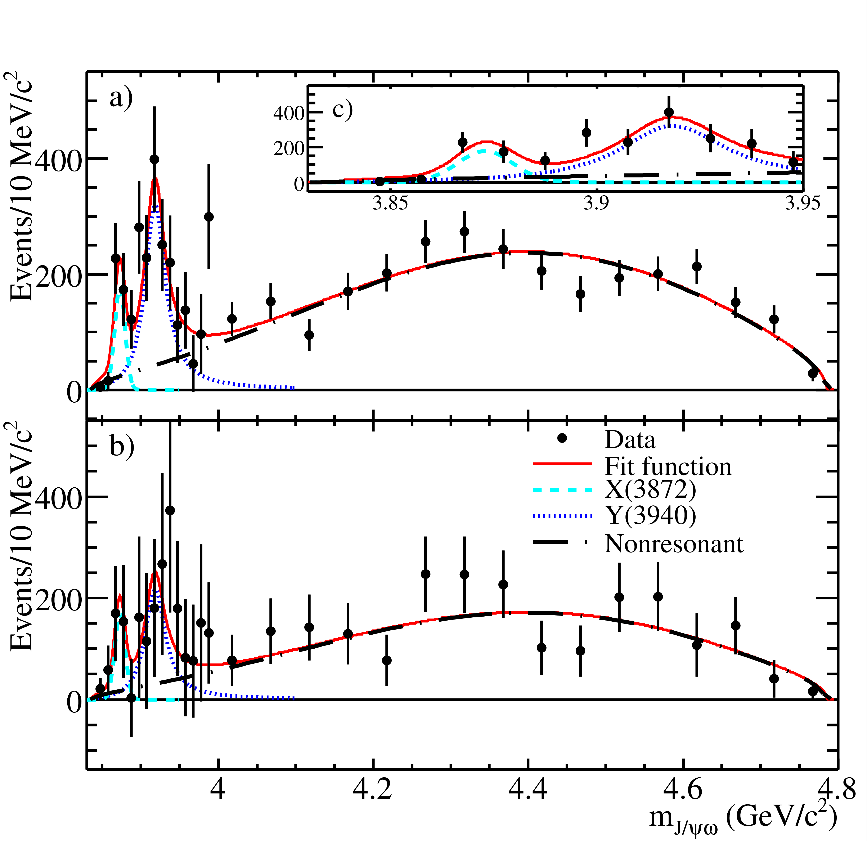 a)
c)
Events/10 MeV/c²
400
200
0
400
200
0
3.85
3.9
3.95
b)
Events/10 MeV/c²
400
200
0
Data
Fit function
X(3872)
Y(3940)
Nonresonant
4
4.2
4.4
4.6
4.8
m_{J/ψω} (GeV/c²)